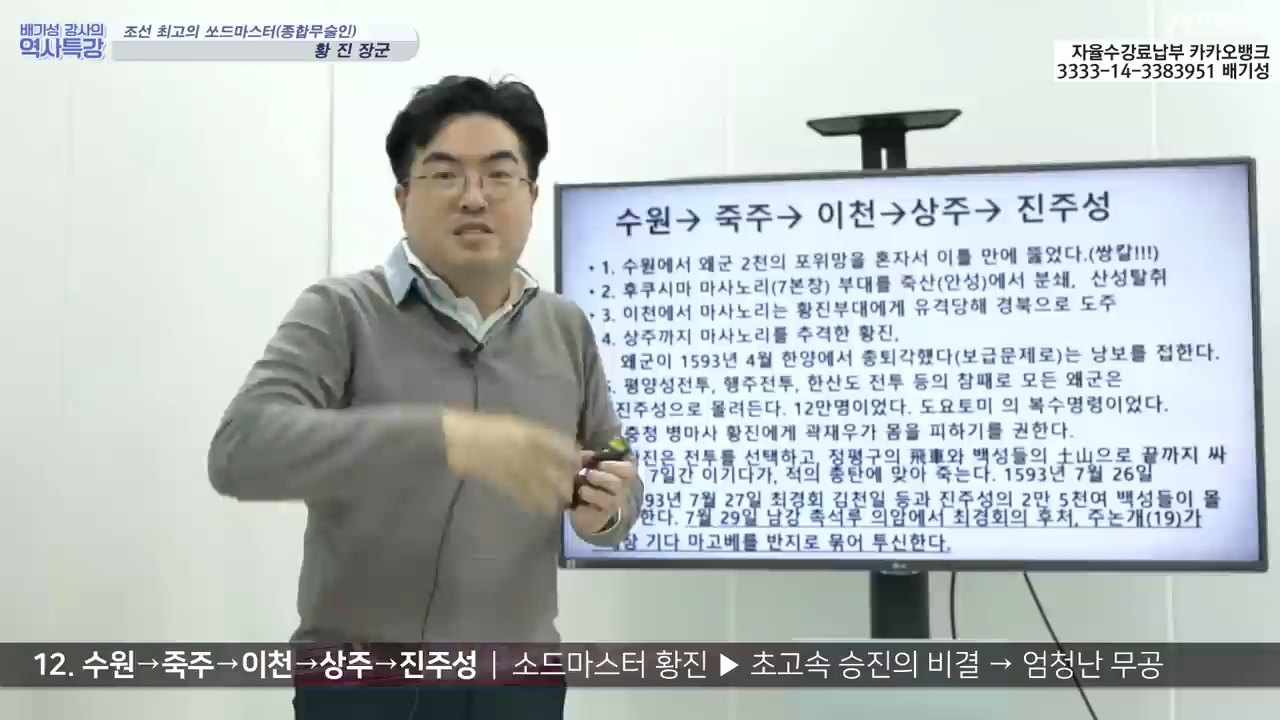 배기성 강사의
역사특강
조선 최고의 쏘드마스터(종합무술인)
황 진 장군
자율수강료납부 카카오뱅크
3333-14-3383951 배기성
수원→ 죽주→ 이천→상주→ 진주성
• 1. 수원에서 왜군 2천의 포위망을 혼자서 이틀 만에 뚫었다.(쌍칼!!!)
• 2. 후쿠시마 마사노리(7본창) 부대를 죽산(안성)에서 분쇄, 산성탈취
• 3. 이천에서 마사노리는 황진부대에게 유격당해 경북으로 도주
4. 상주까지 마사노리를 추격한 황진,
왜군이 1593년 4월 한양에서 총퇴각했다(보급문제로)는 낭보를 접한다.
평양성전투, 행주전투, 한산도 전투 등의 참패로 모든 왜군은
진주성으로 몰려든다. 12만명이었다. 도요토미 의 복수명령이었다.
충청 병마사 황진에게 곽재우가 몸을 피하기를 권한다.
황진은 전투를 선택하고, 정평구의 飛車와 백성들의 土山으로 끝까지 싸
7일간 이기다가, 적의 총탄에 맞아 죽는다. 1593년 7월 26일
93년 7월 27일 최경회 김천일 등과 진주성의 2만 5천여 백성들이 몰
한다. 7월 29일 남강 촉석루 의암에서 최경회의 후처, 주논개(19)가
기다 마고베를 반지로 묶어 투신한다.
12. 수원→죽주→이천→상주→진주성 | 소드마스터 황진 ▶ 초고속 승진의 비결 → 엄청난 무공